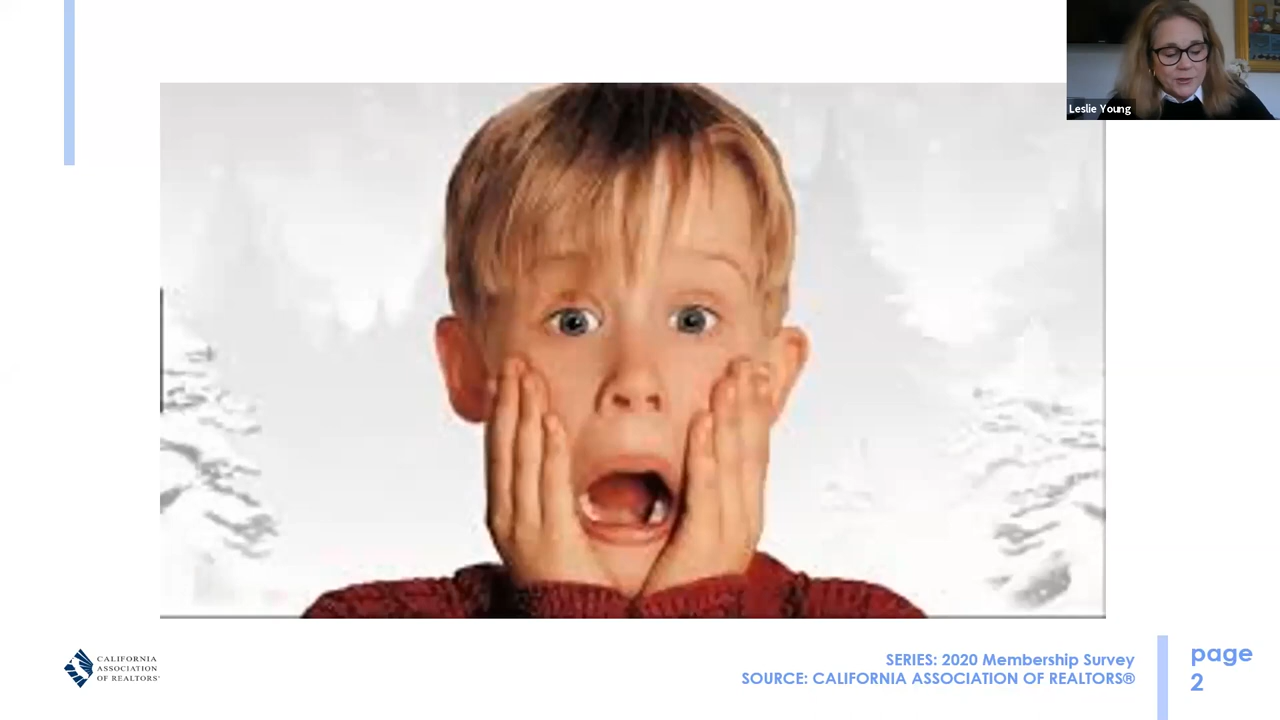 Leslie Young
CALIFORNIA
ASSOCIATION
OF REALTORS®
SERIES: 2020 Membership Survey
SOURCE: CALIFORNIA ASSOCIATION OF REALTORS®
page
2